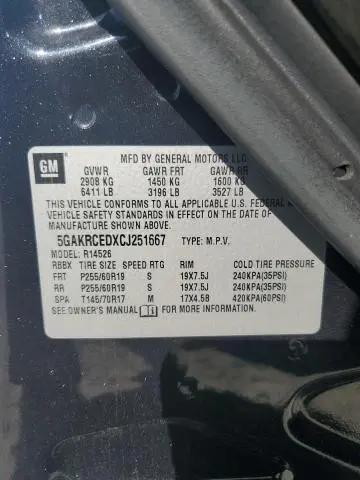 GM
MFD BY GENERAL MOTORS LLC
GVWR GAWR FRT GAWR RR
2908 KG 1450 KG 1600 KG
6411 LB 3196 LB 3527 LB
THIS VEHICLE CONFORMS TO ALL APPLICABLE U.S. FEDERAL
VEHICLE SAFETY STANDARDS IN EFFECT ON THE DATE OF
MANUFACTURE SHOWN ABOVE.
5GAKRCEDXCJ251667 TYPE: M.P.V.
MODEL: R14526
RBBX TIRE SIZE SPEED RTG RIM COLD TIRE PRESSURE
FRT P255/60R19 S 19X7.5J 240KPA(35PSI)
RR P255/60R19 S 19X7.5J 240KPA(35PSI)
SPA T145/70R17 M 17X4.5B 420KPA(60PSI)
SEE OWNER'S MANUAL FOR MORE INFORMATION.